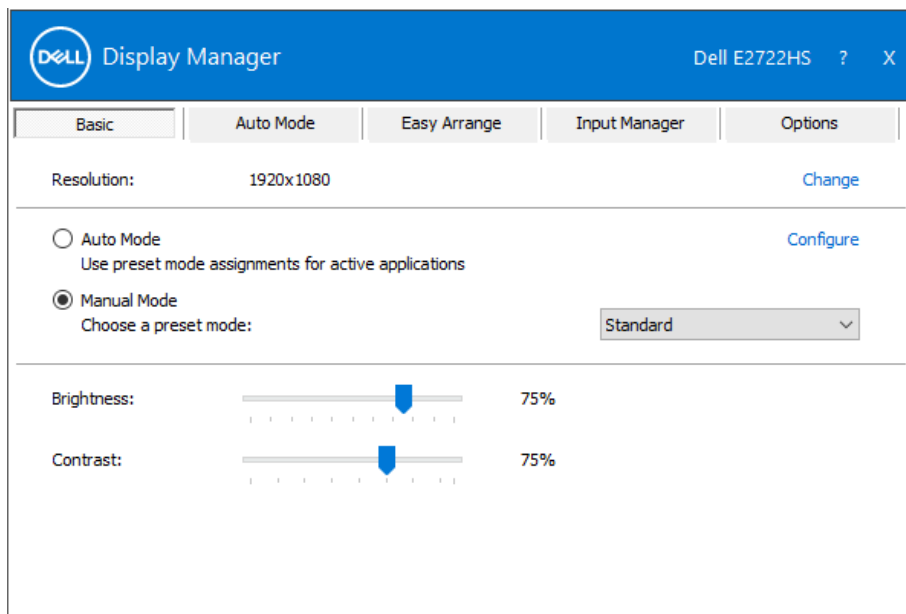 DELL Display Manager Dell E2722HS ? X
Basic Auto Mode Easy Arrange Input Manager Options
Resolution: 1920x1080 Change
Auto Mode Configure
Use preset mode assignments for active applications
Manual Mode
Choose a preset mode: Standard
Brightness: 75%
Contrast: 75%